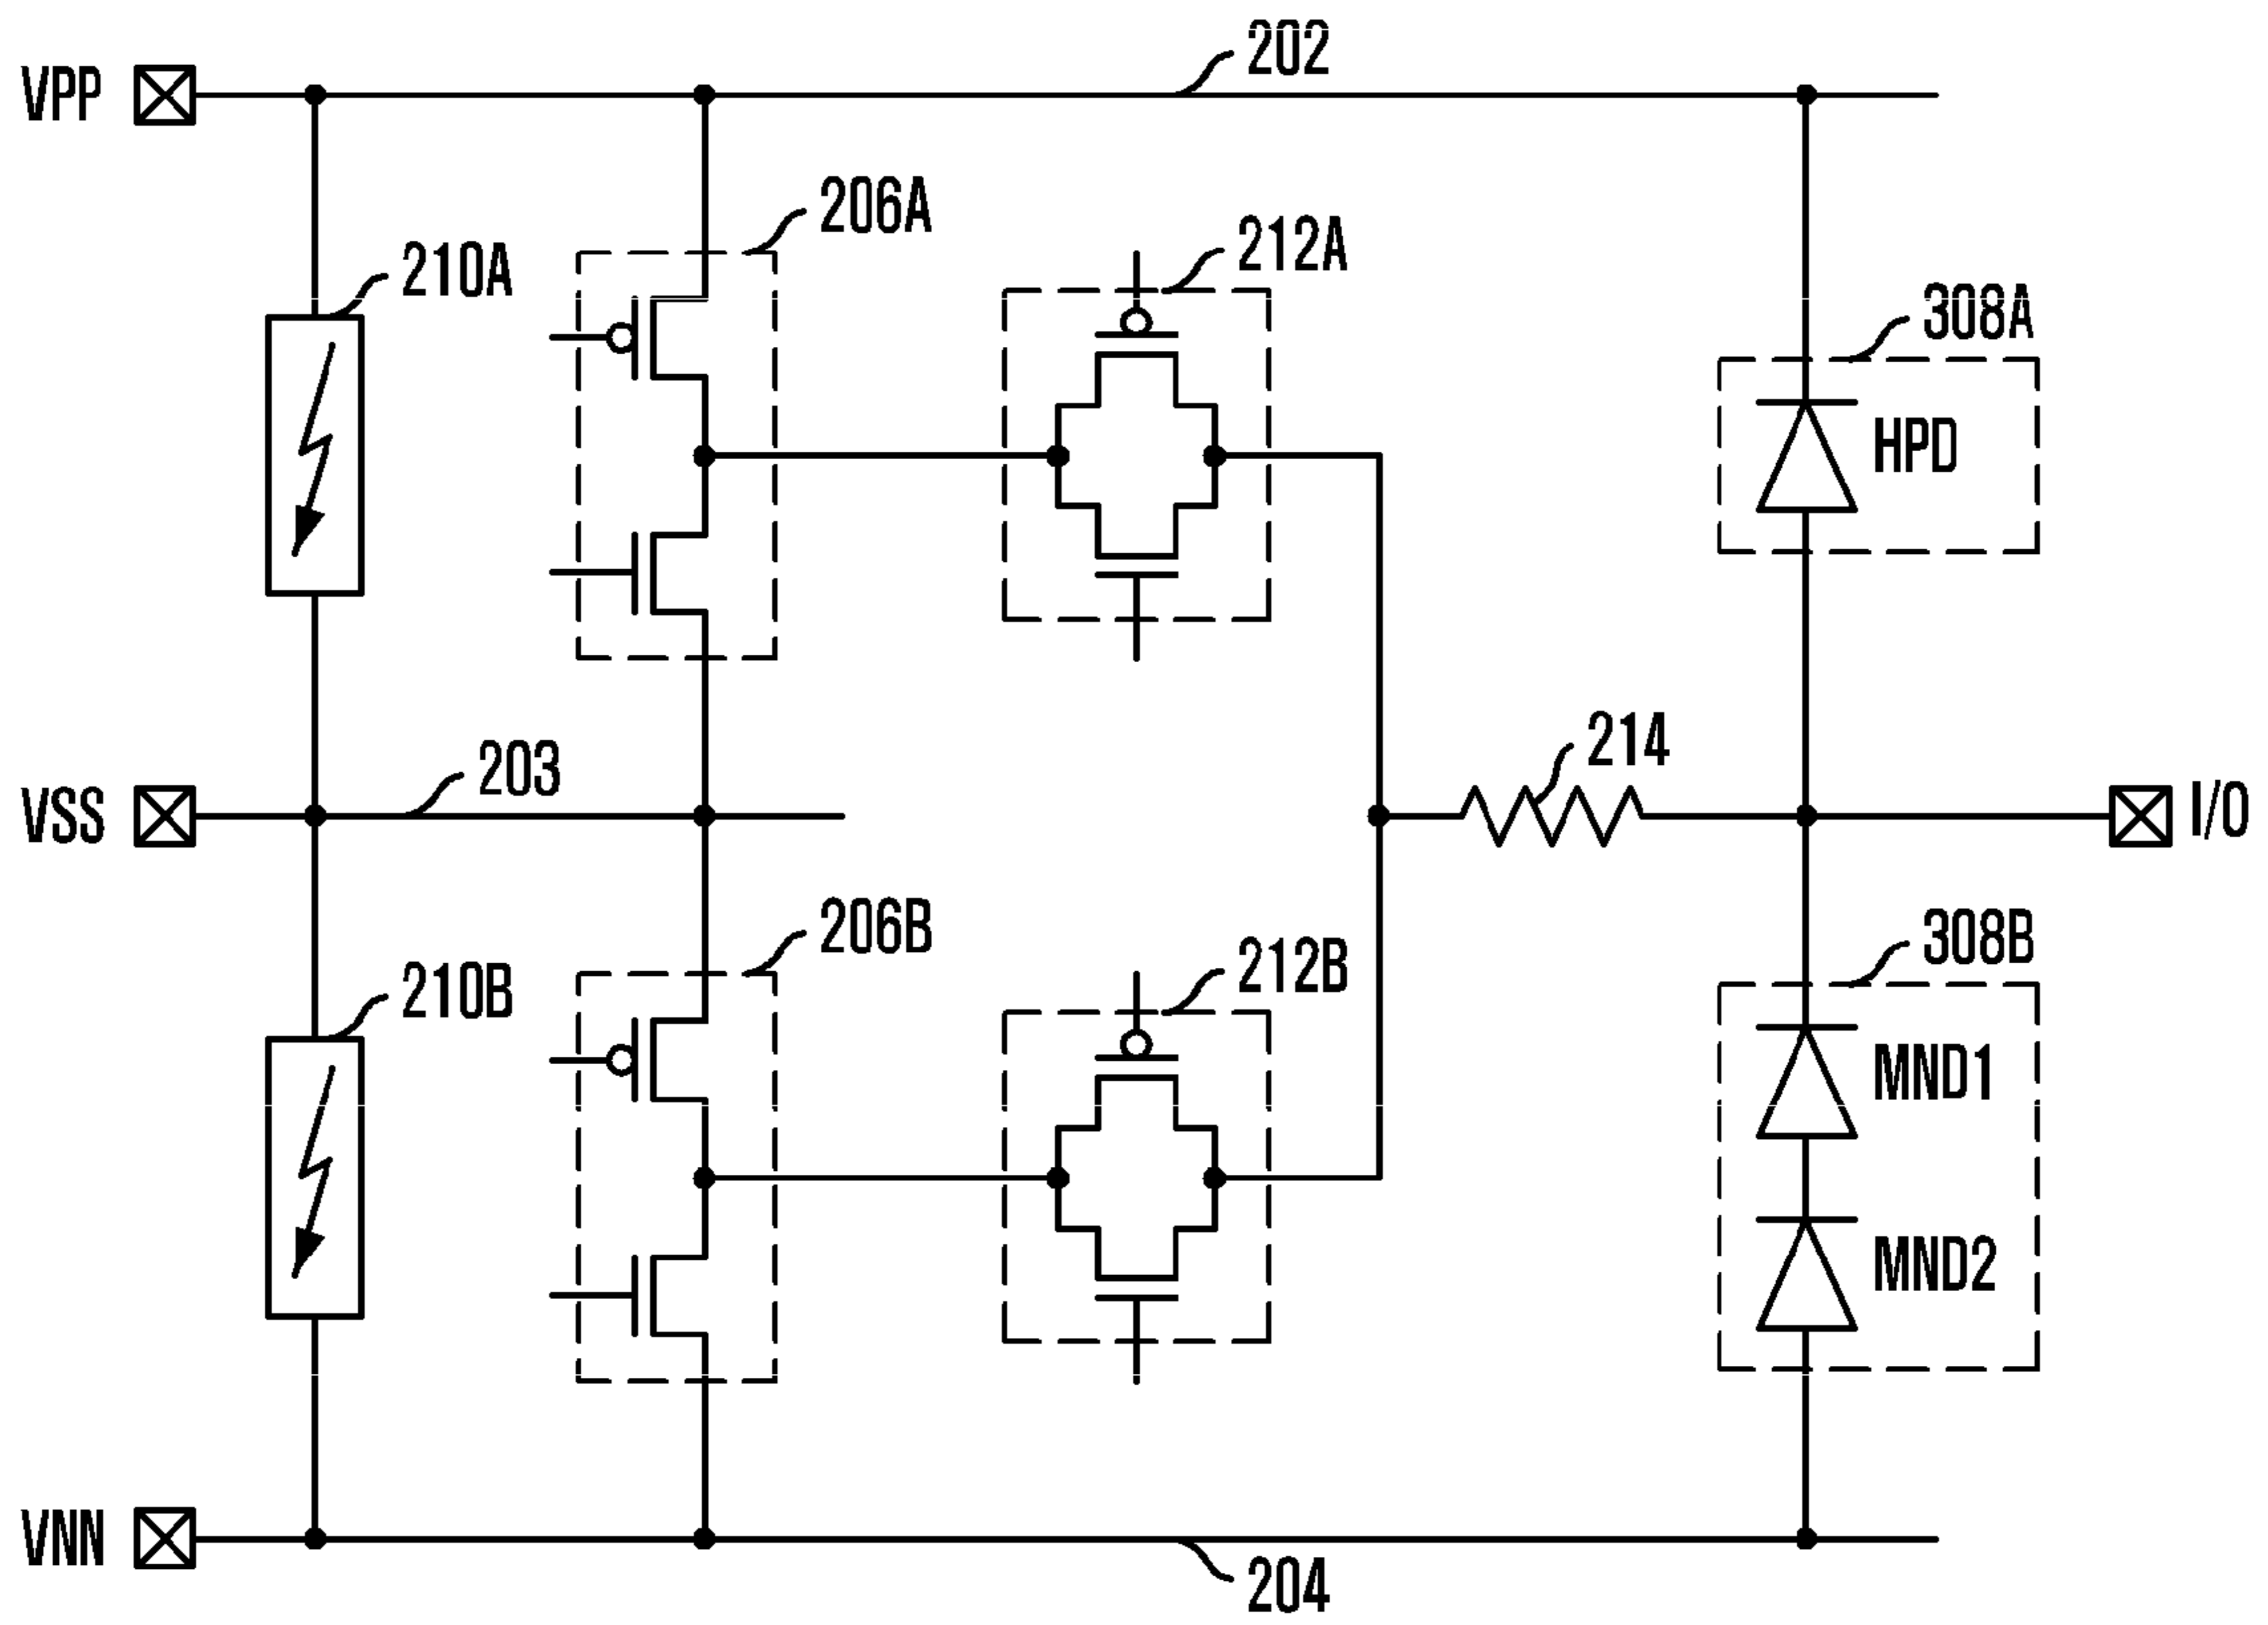 202
VPP
206A
212A
210A
308A
HPD
214
203
VSS
I/O
206B
308B
212B
210B
MND1
MND2
VNN
204